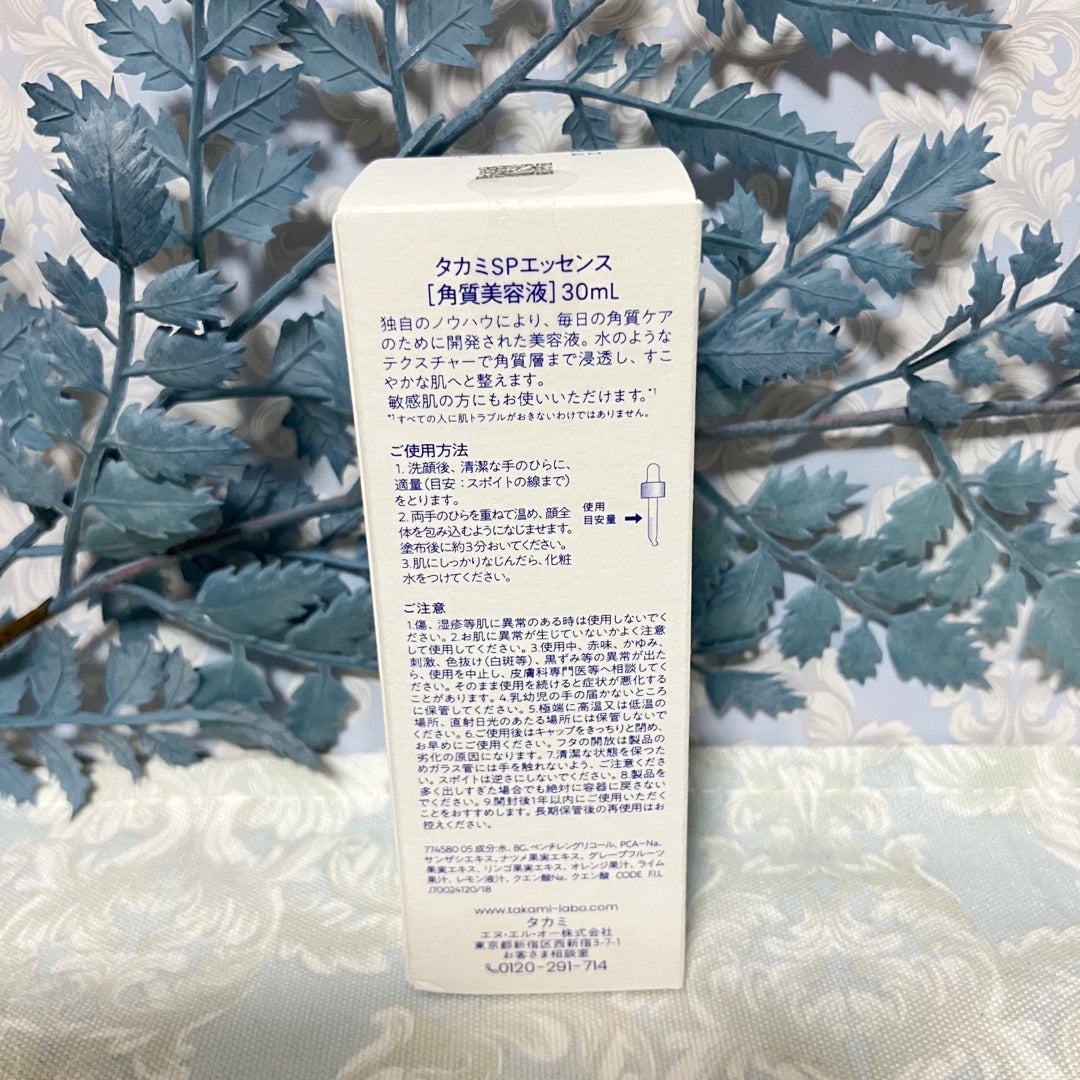 タカミSPエッセンス
[角質美容液]30mL
独自のノウハウにより、毎日の角質ケア
のために開発された美容液。水のような
テクスチャーで角質層まで浸透し、すこ
やかな肌へと整えます。
敏感肌の方にもお使いいただけます。*1
*1すべての人に肌トラブルがおきないわけではありません。
ご使用方法
1. 洗顔後、清潔な手のひらに、
適量(目安:スポイトの線まで)
をとります。
2. 両手のひらを重ねて温め、顔全
体を包み込むようになじませます。
塗布後に約3分おいてください。
3.肌にしっかりなじんだら、化粧
水をつけてください。
使用
目安量
ご注意
1.傷、湿疹等肌に異常のある時は使用しないでく
ださい。2.お肌に異常が生じていないかよく注意
して使用してください。3.使用中、赤味、かゆみ、
刺激、色抜け(白斑等)、黒ずみ等の異常が出た
ら、使用を中止し、皮膚科専門医等へ相談してく
ださい。そのまま使用を続けると症状が悪化する
ことがあります。4.乳幼児の手の届かないところ
に保管してください。5.極端に高温又は低温の
場所、直射日光のあたる場所には保管しないで
ください。6.ご使用後はキャップをきっちりと閉め、
お早めにご使用ください。フタの開放は製品の
劣化の原因になります。7.清潔な状態を保つた
めガラス管には手を触れないよう、ご注意くださ
い。スポイトは逆さにしないでください。8.製品を
多く出しすぎた場合でも絶対に容器に戻さない
でください。9.開封後1年以内にご使用いただく
ことをおすすめします。長期保管後の再使用はお
控えください。
774580 05 成分:水、BG、ペンチレングリコール、PCA-Na、
サンザシエキス、ナツメ果実エキス、グレープフルーツ
果実エキス、リンゴ果実エキス、オレンジ果汁、ライム
果汁、レモン液汁、クエン酸Na、クエン酸 CODE F.I.L
J70024120/1B
www.takami-labo.com
タカミ
エヌ・エル・オー株式会社
東京都新宿区西新宿3-7-1
お客さま相談室
0120-291-714